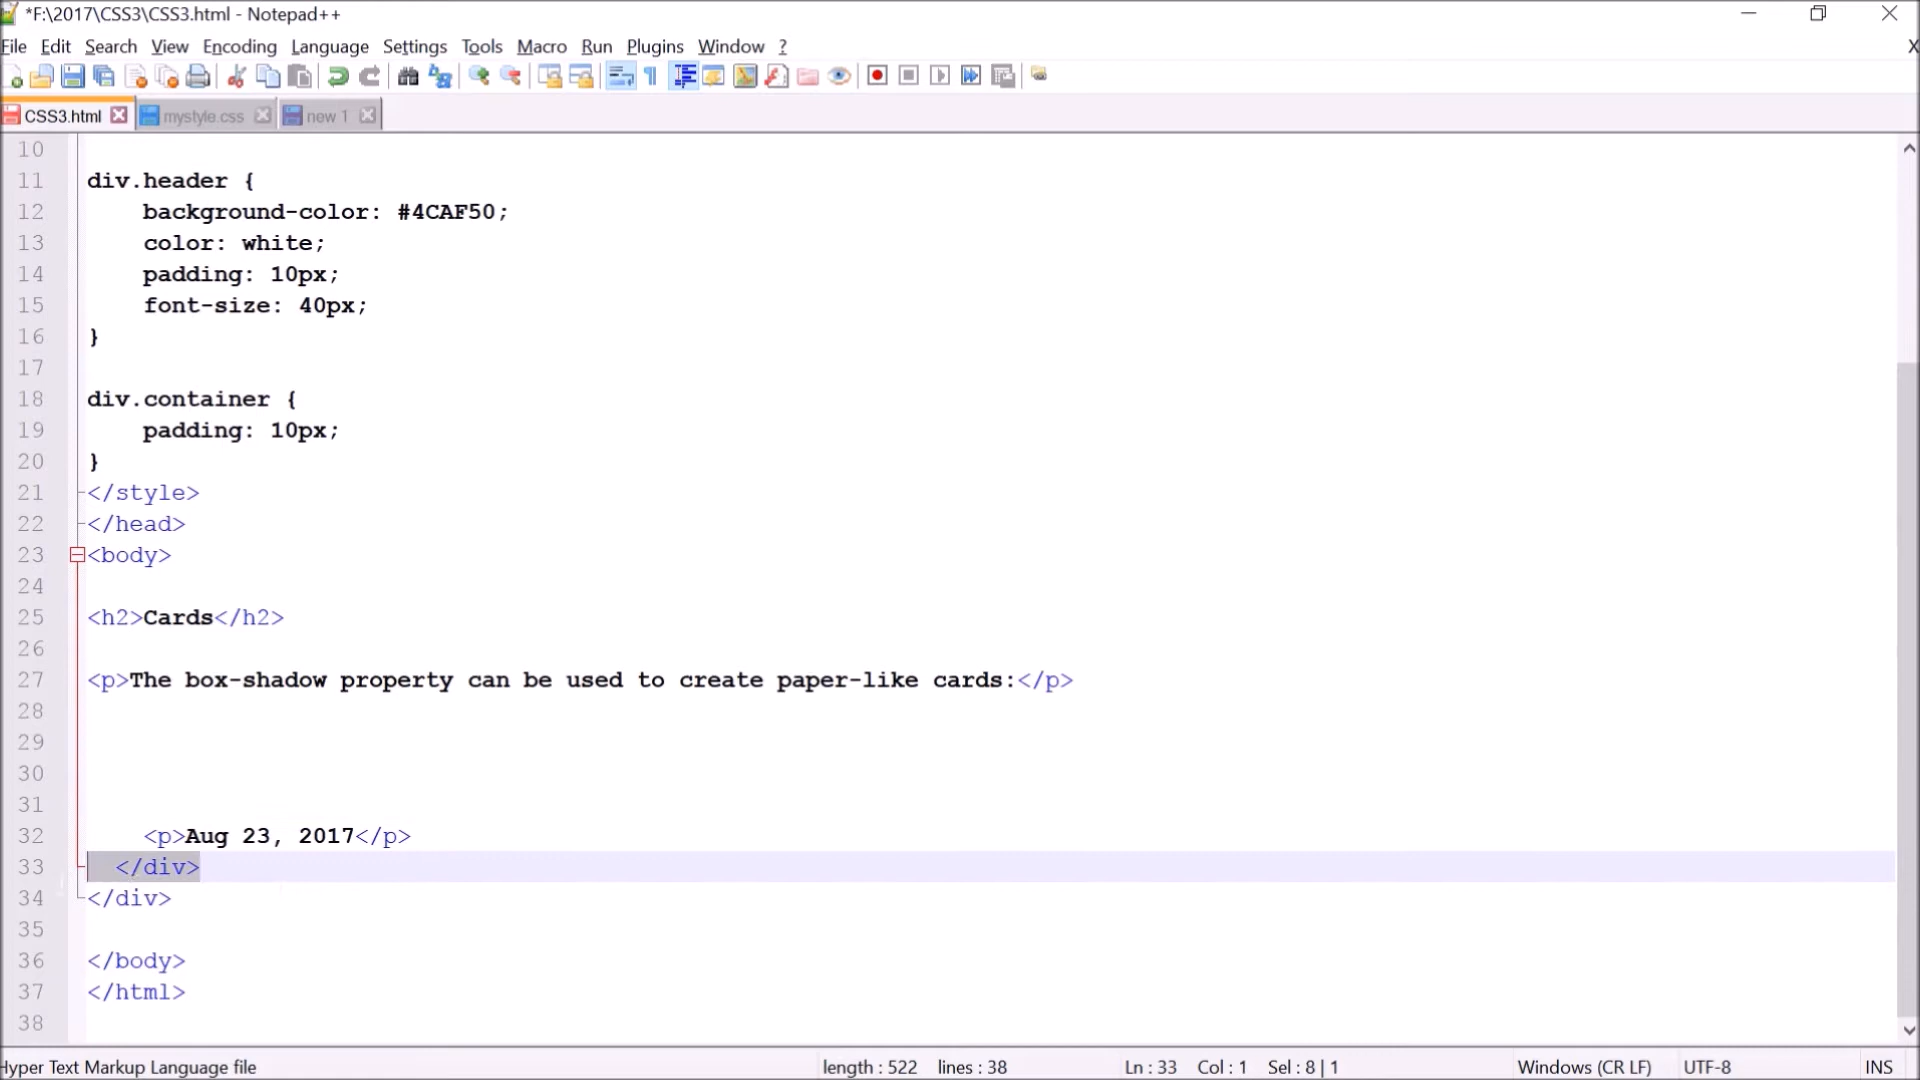 *F:\2017\CSS3\CSS3.html - Notepad++
File Edit Search View Encoding Language Settings Tools Macro Run Plugins Window ? X
CSS3.html mystyle.css new 1
10
11 div.header {
12 background-color: #4CAF50;
13 color: white;
14 padding: 10px;
15 font-size: 40px;
16 }
17
18 div.container {
19 padding: 10px;
20 }
21 </style>
22 </head>
23 <body>
24
25 <h2>Cards</h2>
26
27 <p>The box-shadow property can be used to create paper-like cards:</p>
28
29
30
31
32 <p>Aug 23, 2017</p>
33 </div>
34 </div>
35
36 </body>
37 </html>
38
Hyper Text Markup Language file length : 522 lines : 38 Ln : 33 Col : 1 Sel : 8 | 1 Windows (CR LF) UTF-8 INS